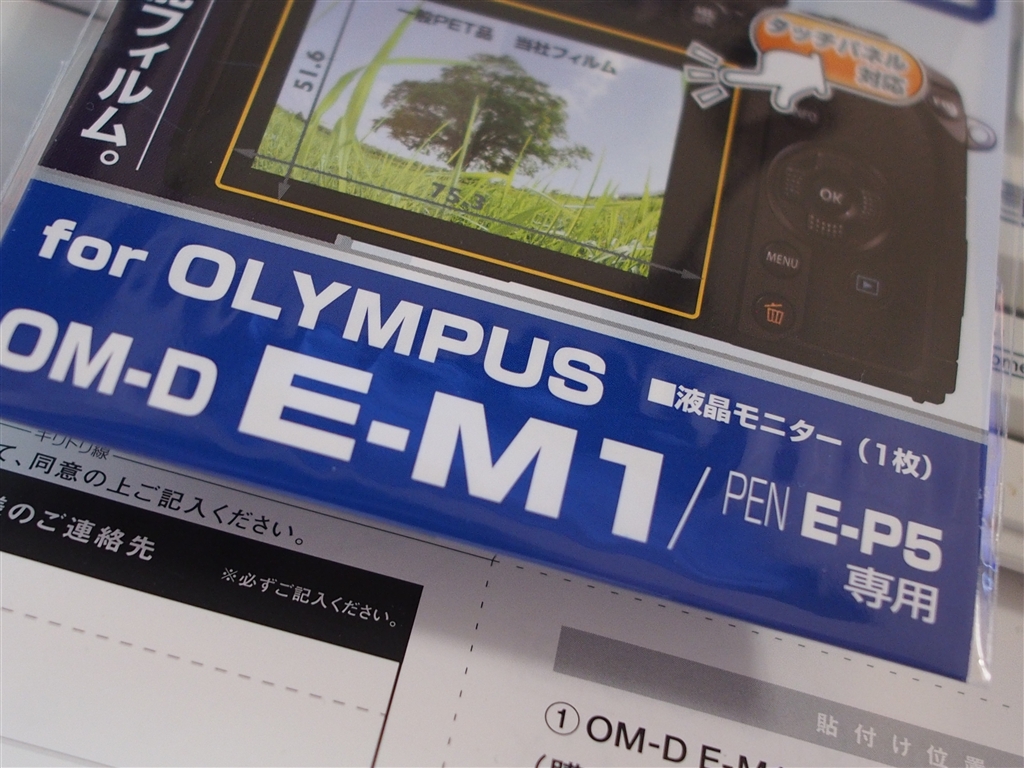 フィルム。
一般PET品 当社フィルム
51.6
75.3
タッチパネル
対応
OK
MENU
for OLYMPUS
OM-D E-M1/PEN E-P5
■液晶モニター（1枚）
専用
キリトリ線
て、同意の上ご記入ください。
のご連絡先
※必ずご記入ください。
貼付け位置
①OM-D E-M